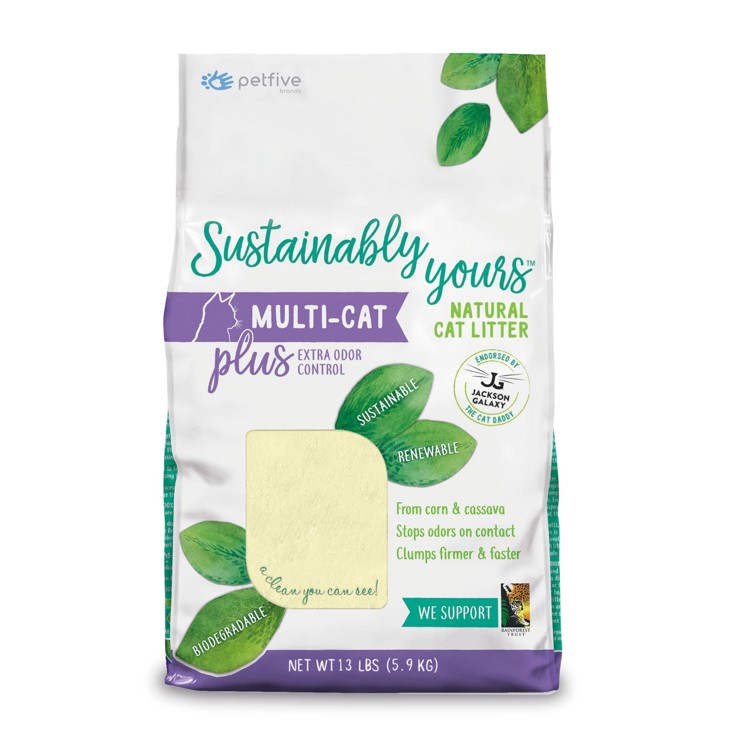 petfive
brands
Sustainably
yours™
MULTI-CAT
NATURAL
CAT LITTER
plus EXTRA ODOR
CONTROL
ENDORSED BY
JG
JACKSON
GALAXY
THE CAT DADDY
SUSTAINABLE
RENEWABLE
From corn & cassava
Stops odors on contact
Clumps firmer & faster
a clean you can see!
BIODEGRADABLE
WE SUPPORT
RAINFOREST
TRUST
NET WT 13 LBS (5.9 KG)